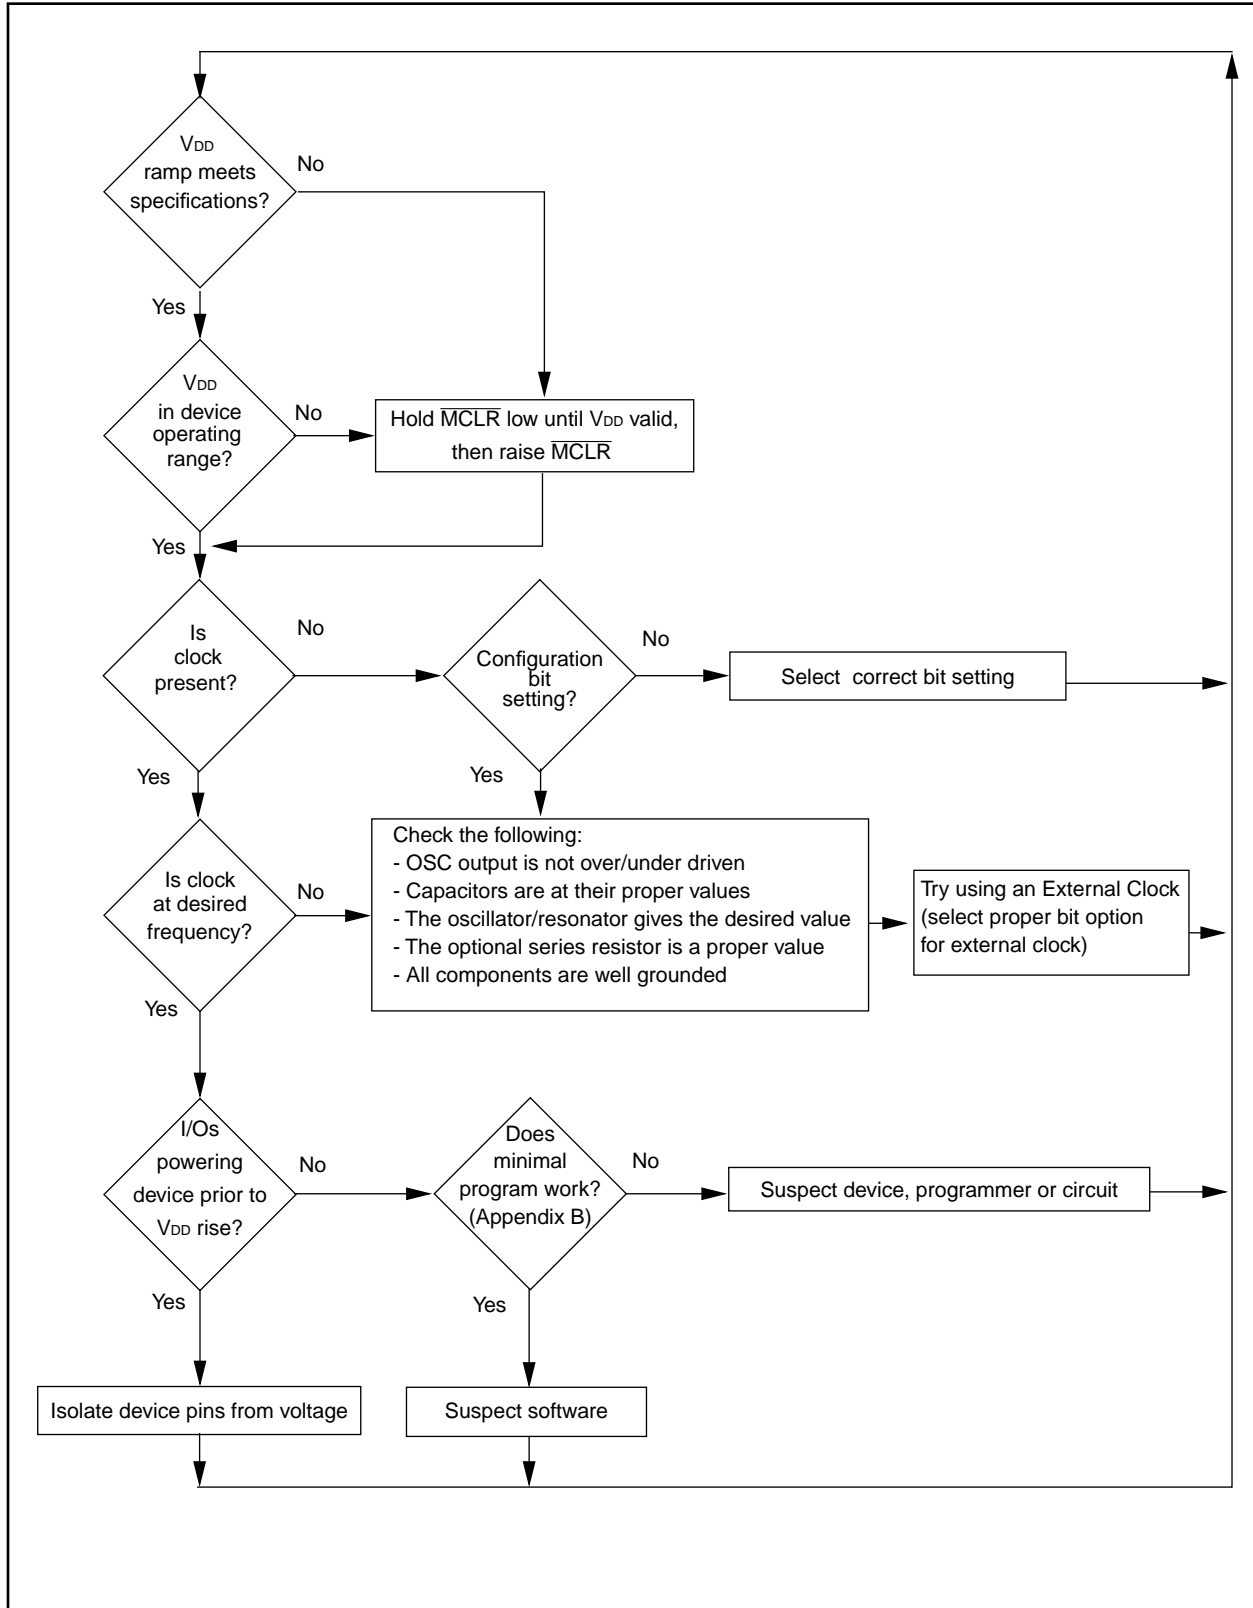 VDD
ramp meets
specifications?
No
Yes
VDD
in device
operating
range?
No
Hold MCLR low until VDD valid,
then raise MCLR
Yes
Is
clock
present?
No
Configuration
bit
setting?
No
Select correct bit setting
Yes
Yes
Is clock
at desired
frequency?
No
Check the following:
- OSC output is not over/under driven
- Capacitors are at their proper values
- The oscillator/resonator gives the desired value
- The optional series resistor is a proper value
- All components are well grounded
Try using an External Clock
(select proper bit option
for external clock)
Yes
I/Os
powering
device prior to
VDD rise?
No
Does
minimal
program work?
(Appendix B)
No
Suspect device, programmer or circuit
Yes
Yes
Isolate device pins from voltage
Suspect software